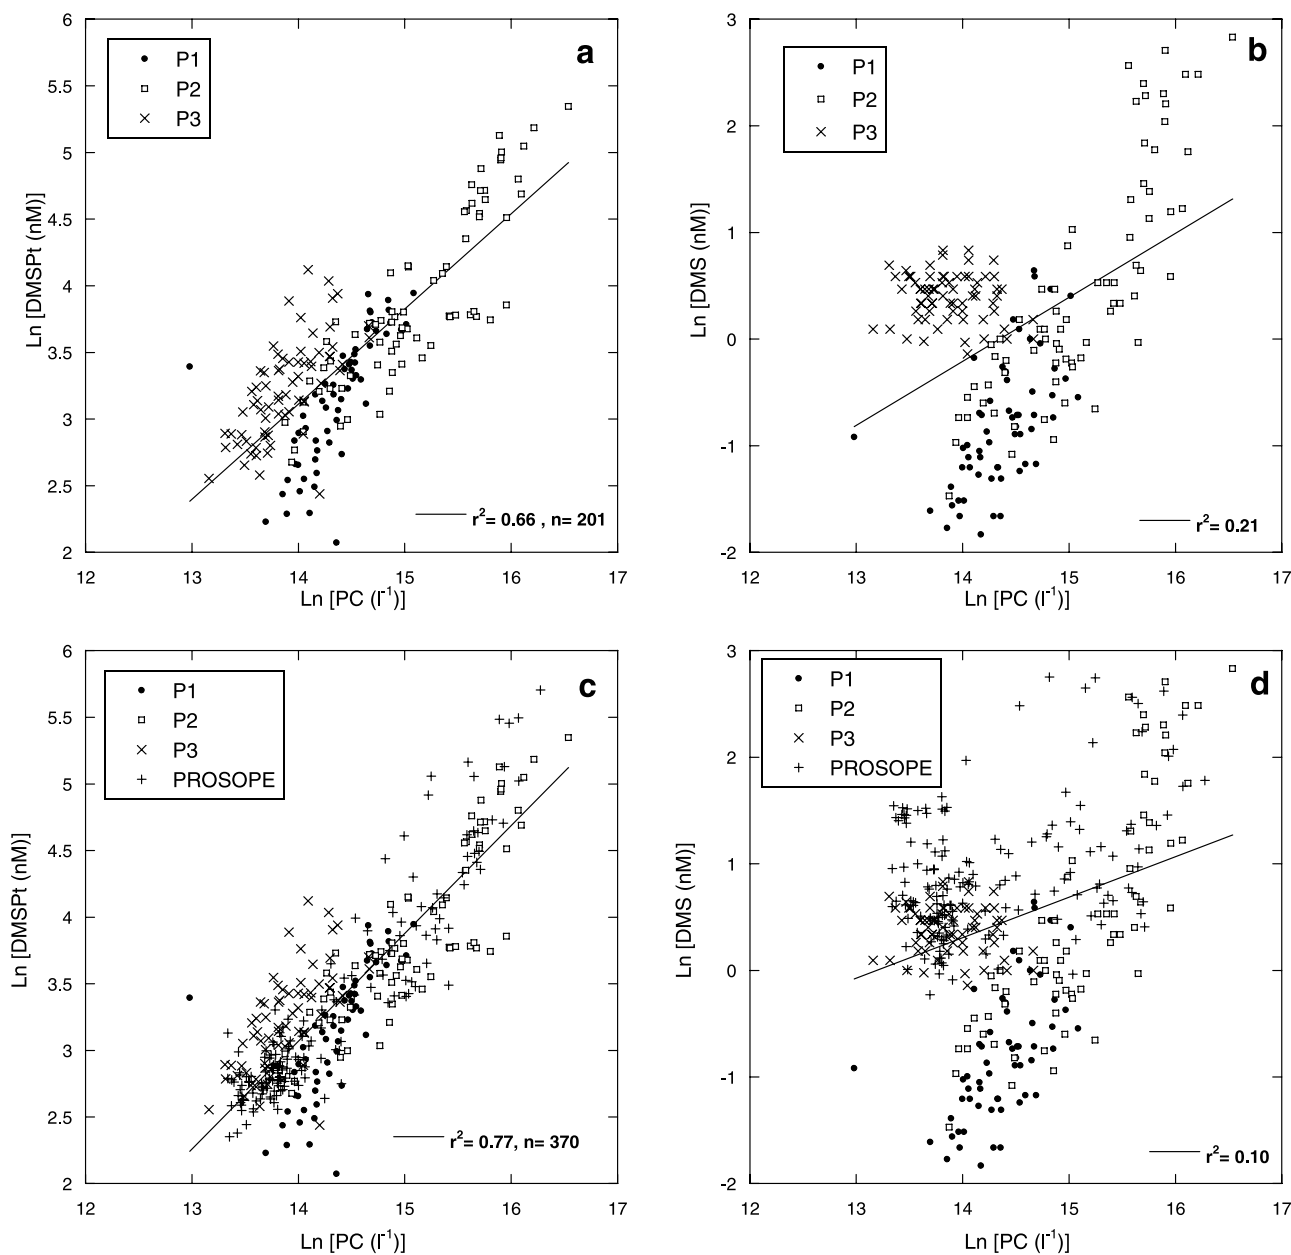 a
P1
P2
P3
6
5.5
5
4.5
4
3.5
3
2.5
2
Ln [DMSPt (nM)]
r²= 0.66 , n= 201
12 13 14 15 16 17
Ln [PC (l⁻¹)]
b
P1
P2
P3
3
2
1
0
-1
-2
Ln [DMS (nM)]
r²= 0.21
12 13 14 15 16 17
Ln [PC (l⁻¹)]
c
P1
P2
P3
PROSOPE
6
5.5
5
4.5
4
3.5
3
2.5
2
Ln [DMSPt (nM)]
r²= 0.77, n= 370
12 13 14 15 16 17
Ln [PC (l⁻¹)]
d
P1
P2
P3
PROSOPE
3
2
1
0
-1
-2
Ln [DMS (nM)]
r²= 0.10
12 13 14 15 16 17
Ln [PC (l⁻¹)]